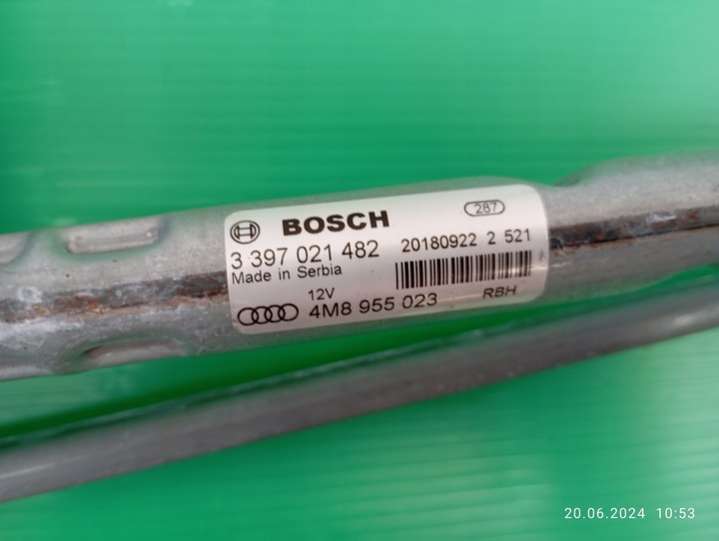 BOSCH
287
3 397 021 482
20180922 2 521
Made in Serbia
12V
4M8 955 023
RBH
20.06.2024 10:53